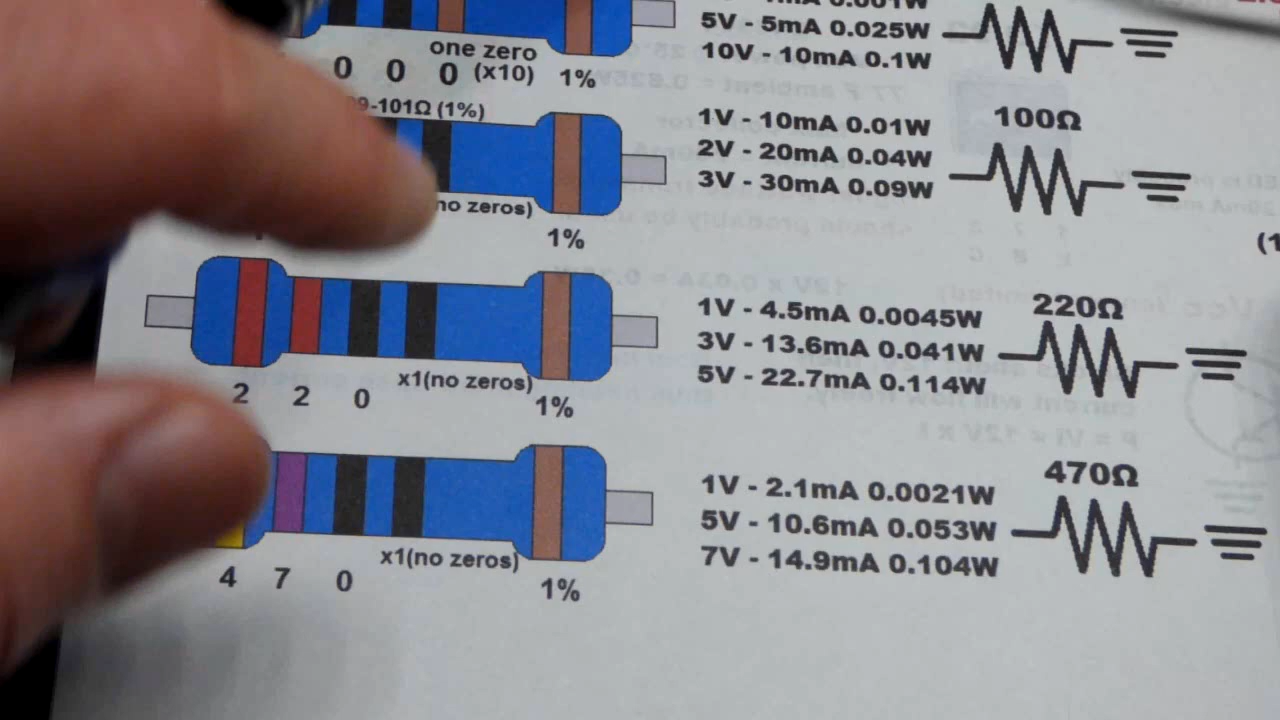 5V - 5mA 0.025W
10V - 10mA 0.1W
one zero
0 0 0 (x10) 1%
-101Ω (1%)
no zeros)
1%
1V - 10mA 0.01W
2V - 20mA 0.04W
3V - 30mA 0.09W
100Ω
(1
x1(no zeros)
2 2 0 1%
1V - 4.5mA 0.0045W
3V - 13.6mA 0.041W
5V - 22.7mA 0.114W
220Ω
x1(no zeros)
4 7 0 1%
1V - 2.1mA 0.0021W
5V - 10.6mA 0.053W
7V - 14.9mA 0.104W
470Ω